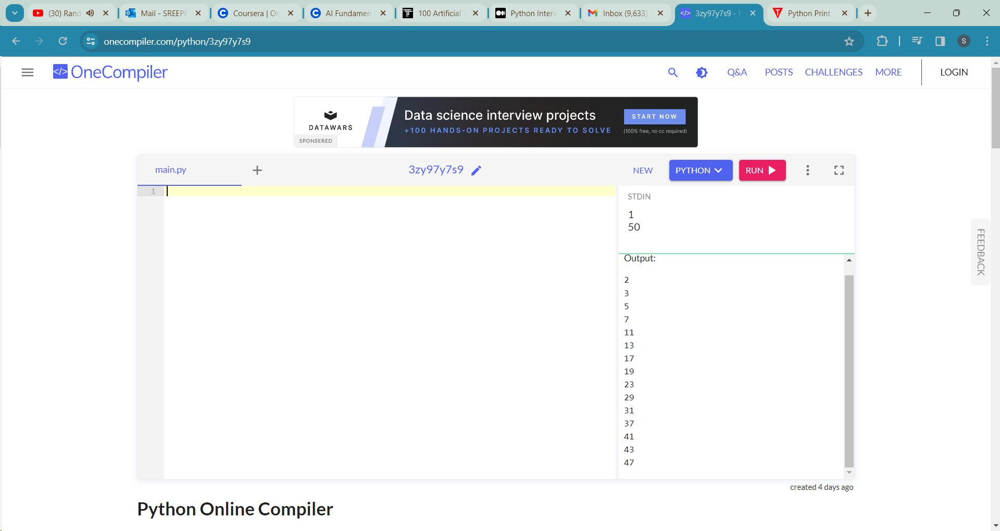 (30) Rand
Mail - SREEPR
Coursera | On
AI Fundamen
100 Artificial
Python Interv
Inbox (9,633)
3zy97y7s9 - P
Python Print
onecompiler.com/python/3zy97y7s9
S
</> OneCompiler
Q&A POSTS CHALLENGES MORE LOGIN
DATAWARS
SPONSERED
Data science interview projects
+100 HANDS-ON PROJECTS READY TO SOLVE
START NOW
(100% free, no cc required)
main.py
3zy97y7s9
NEW PYTHON RUN
1
STDIN
1
50
Output:
2
3
5
7
11
13
17
19
23
29
31
37
41
43
47
FEEDBACK
created 4 days ago
Python Online Compiler